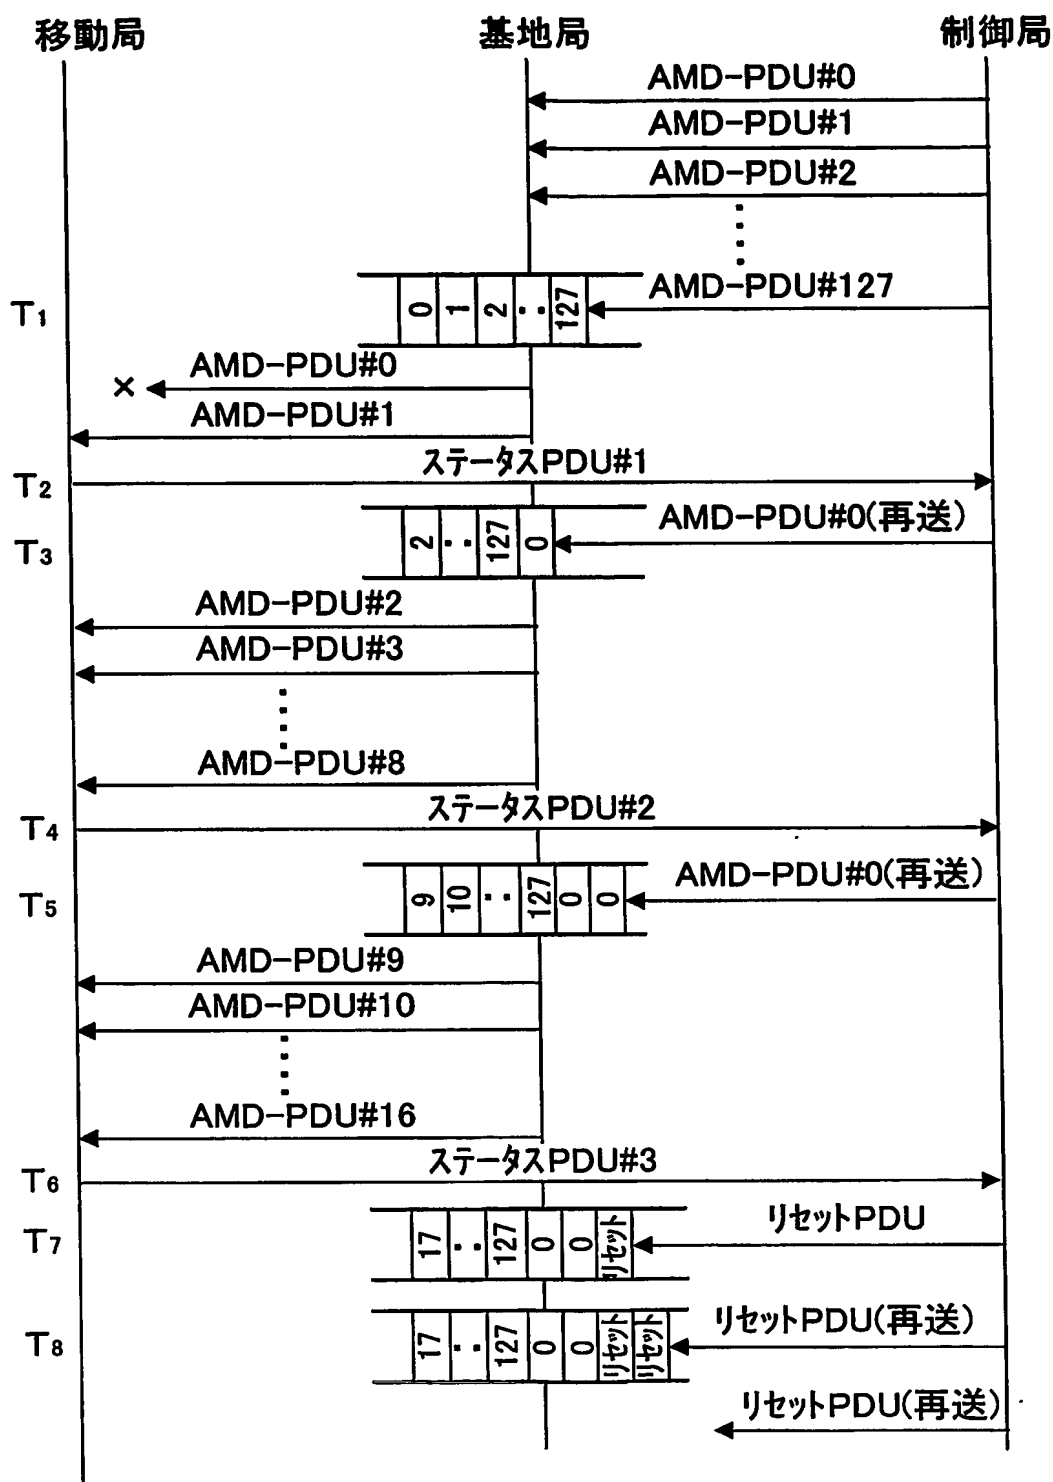 移動局 基地局 制御局
AMD-PDU#0
AMD-PDU#1
AMD-PDU#2
T1 0 1 2 ‥ 127 AMD-PDU#127
× AMD-PDU#0
AMD-PDU#1
T2 ステータスPDU#1
T3 2 ‥ 127 0 AMD-PDU#0(再送)
AMD-PDU#2
AMD-PDU#3
AMD-PDU#8
T4 ステータスPDU#2
T5 9 10 ‥ 127 0 0 AMD-PDU#0(再送)
AMD-PDU#9
AMD-PDU#10
AMD-PDU#16
T6 ステータスPDU#3
T7 17 ‥ 127 0 0 リセット リセットPDU
T8 17 ‥ 127 0 0 リセット リセット リセットPDU(再送)
リセットPDU(再送)